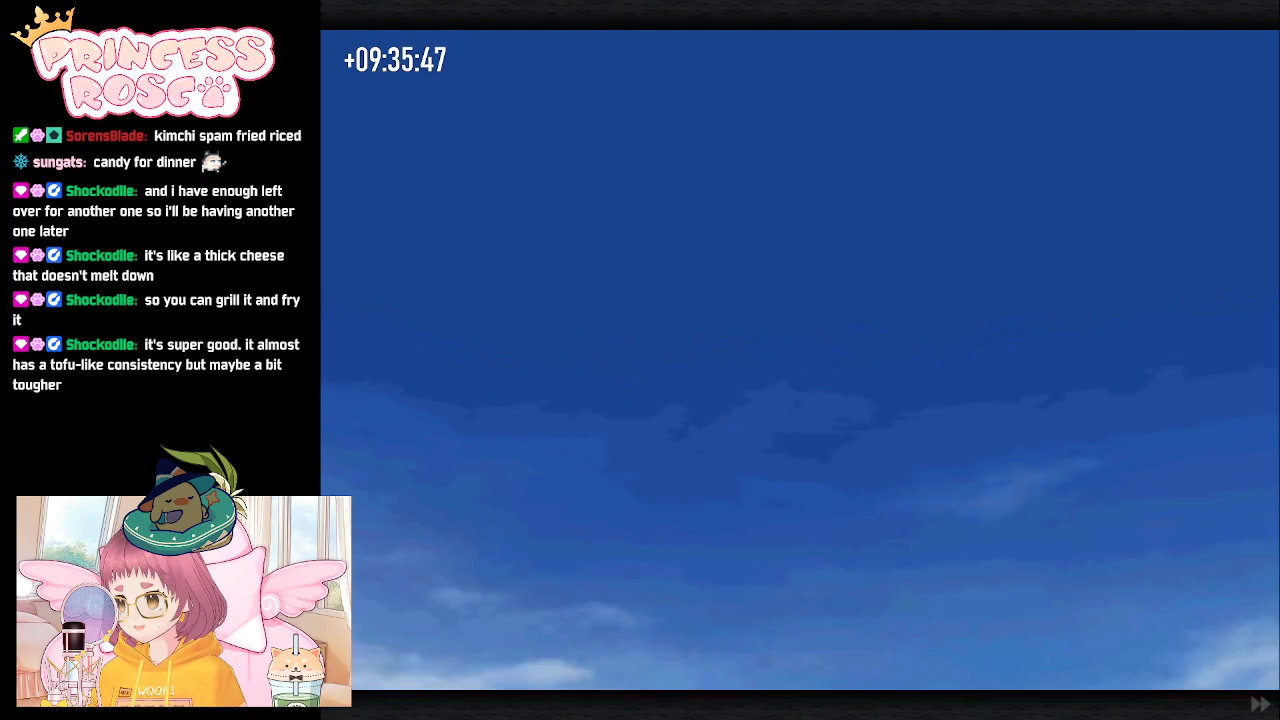 PRINCESS
ROSC
+09:35:47
SorensBlade: kimchi spam fried riced
sungats: candy for dinner
Shockodile: and i have enough left
over for another one so i'll be having another
one later
Shockodile: it's like a thick cheese
that doesn't melt down
Shockodile: so you can grill it and fry
it
Shockodile: it's super good. it almost
has a tofu-like consistency but maybe a bit
tougher
WOOF!